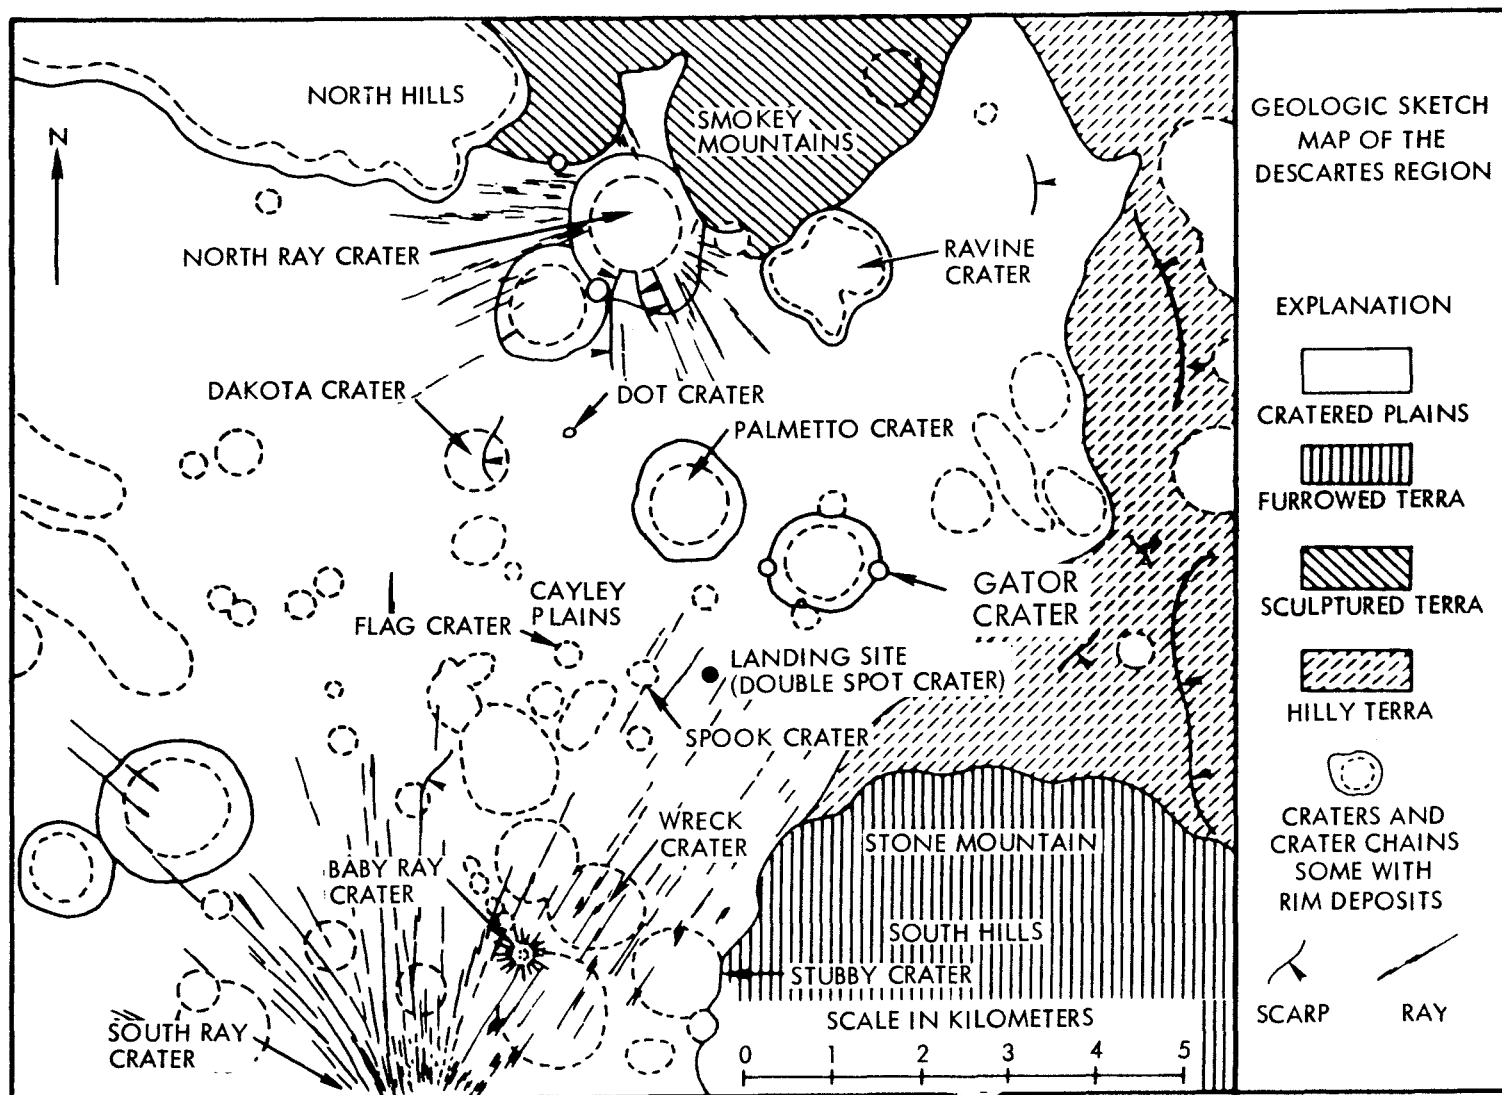 NORTH HILLS
N
SMOKEY
MOUNTAINS
NORTH RAY CRATER
RAVINE
CRATER
DAKOTA CRATER
DOT CRATER
PALMETTO CRATER
CAYLEY
PLAINS
FLAG CRATER
GATOR
CRATER
LANDING SITE
(DOUBLE SPOT CRATER)
SPOOK CRATER
WRECK
CRATER
STONE MOUNTAIN
BABY RAY
CRATER
SOUTH HILLS
STUBBY CRATER
SOUTH RAY
CRATER
SCALE IN KILOMETERS
0 1 2 3 4 5
GEOLOGIC SKETCH
MAP OF THE
DESCARTES REGION
EXPLANATION
CRATERED PLAINS
FURROWED TERRA
SCULPTURED TERRA
HILLY TERRA
CRATERS AND
CRATER CHAINS
SOME WITH
RIM DEPOSITS
SCARP RAY